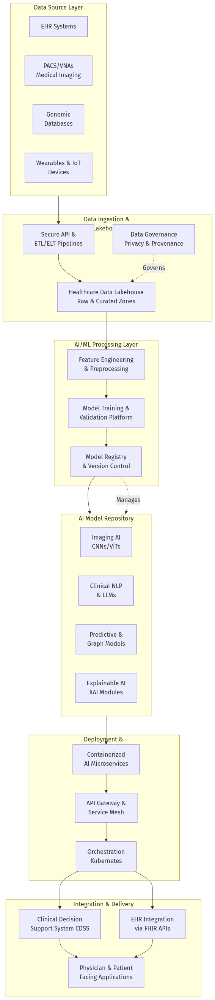 Data Source Layer
EHR Systems
PACS/VNAs
Medical Imaging
Genomic
Databases
Wearables & IoT
Devices
Data Ingestion &
Secure API &
ETL/ELT Pipelines
Data Governance
Privacy & Provenance
Governs
Healthcare Data Lakehouse
Raw & Curated Zones
AI/ML Processing Layer
Feature Engineering
& Preprocessing
Model Training &
Validation Platform
Model Registry
& Version Control
Manages
AI Model Repository
Imaging AI
CNNs/ViTs
Clinical NLP
& LLMs
Predictive &
Graph Models
Explainable AI
XAI Modules
Deployment &
Containerized
AI Microservices
API Gateway &
Service Mesh
Orchestration
Kubernetes
Integration & Delivery
Clinical Decision
Support System CDSS
EHR Integration
via FHIR APIs
Physician & Patient
Facing Applications